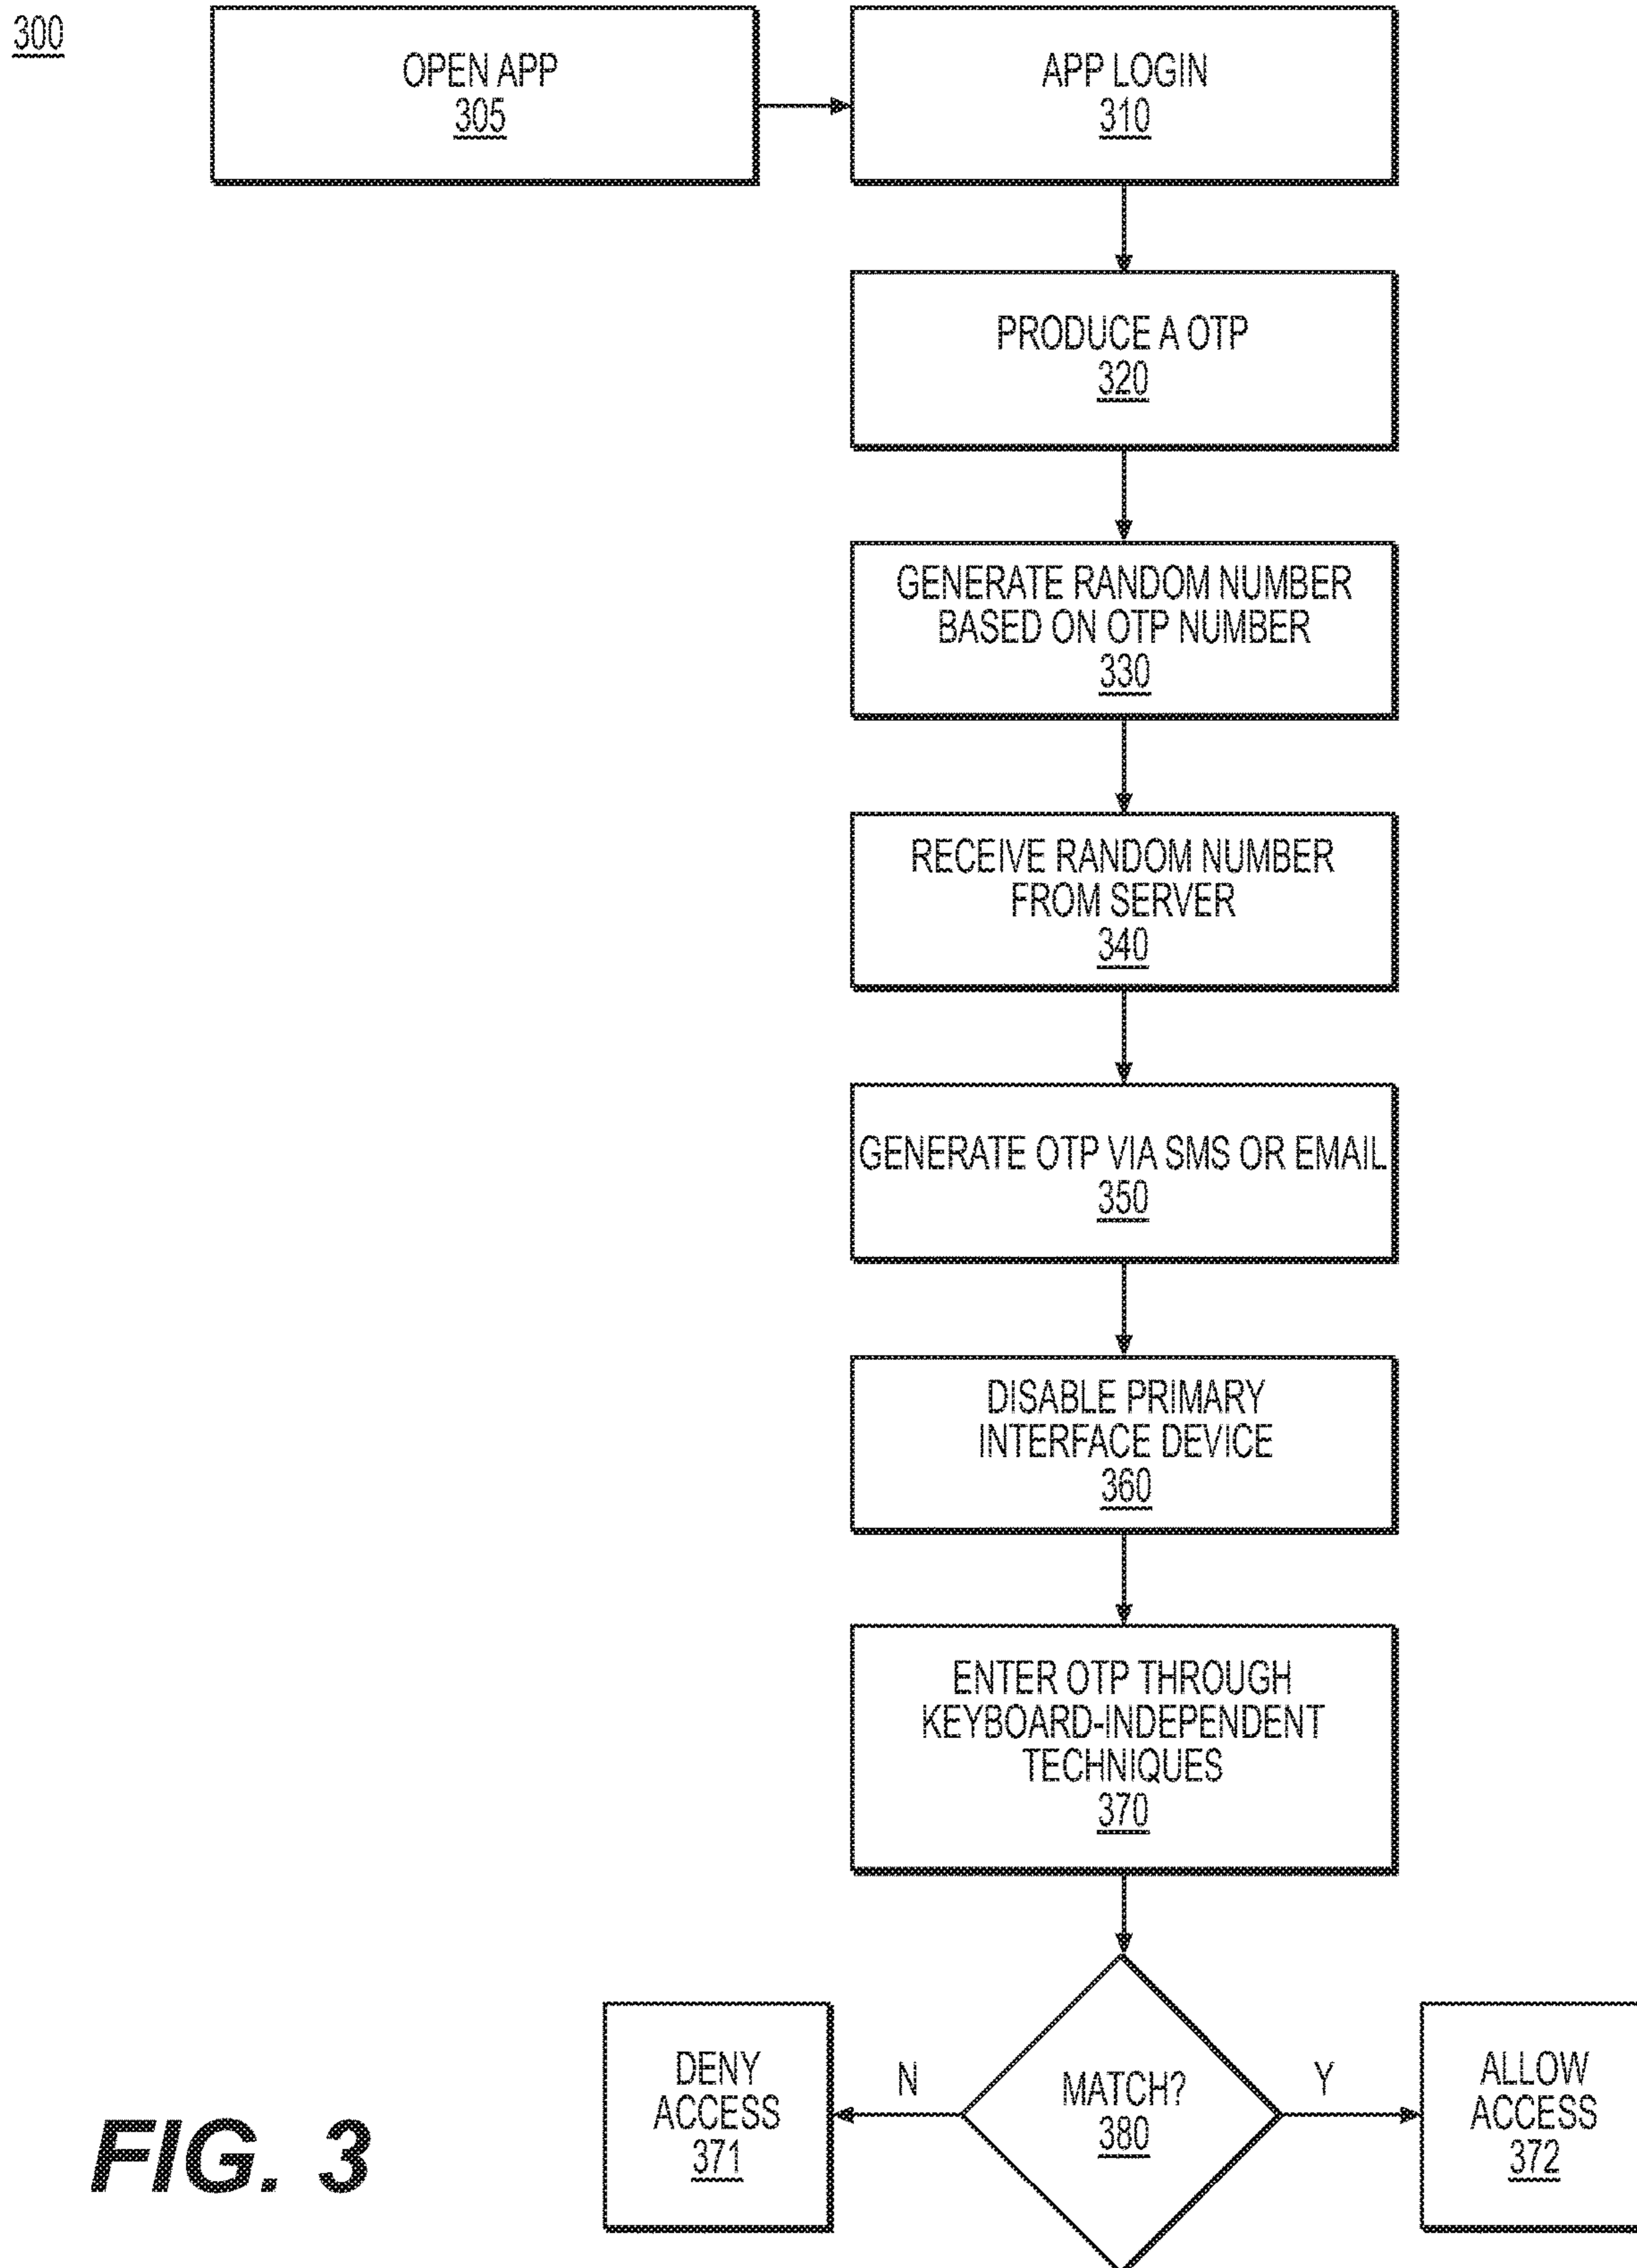 300
OPEN APP
305
APP LOGIN
310
PRODUCE A OTP
320
GENERATE RANDOM NUMBER
BASED ON OTP NUMBER
330
RECEIVE RANDOM NUMBER
FROM SERVER
340
GENERATE OTP VIA SMS OR EMAIL
350
DISABLE PRIMARY
INTERFACE DEVICE
360
ENTER OTP THROUGH
KEYBOARD-INDEPENDENT
TECHNIQUES
370
MATCH?
380
N
Y
DENY
ACCESS
371
ALLOW
ACCESS
372
FIG. 3